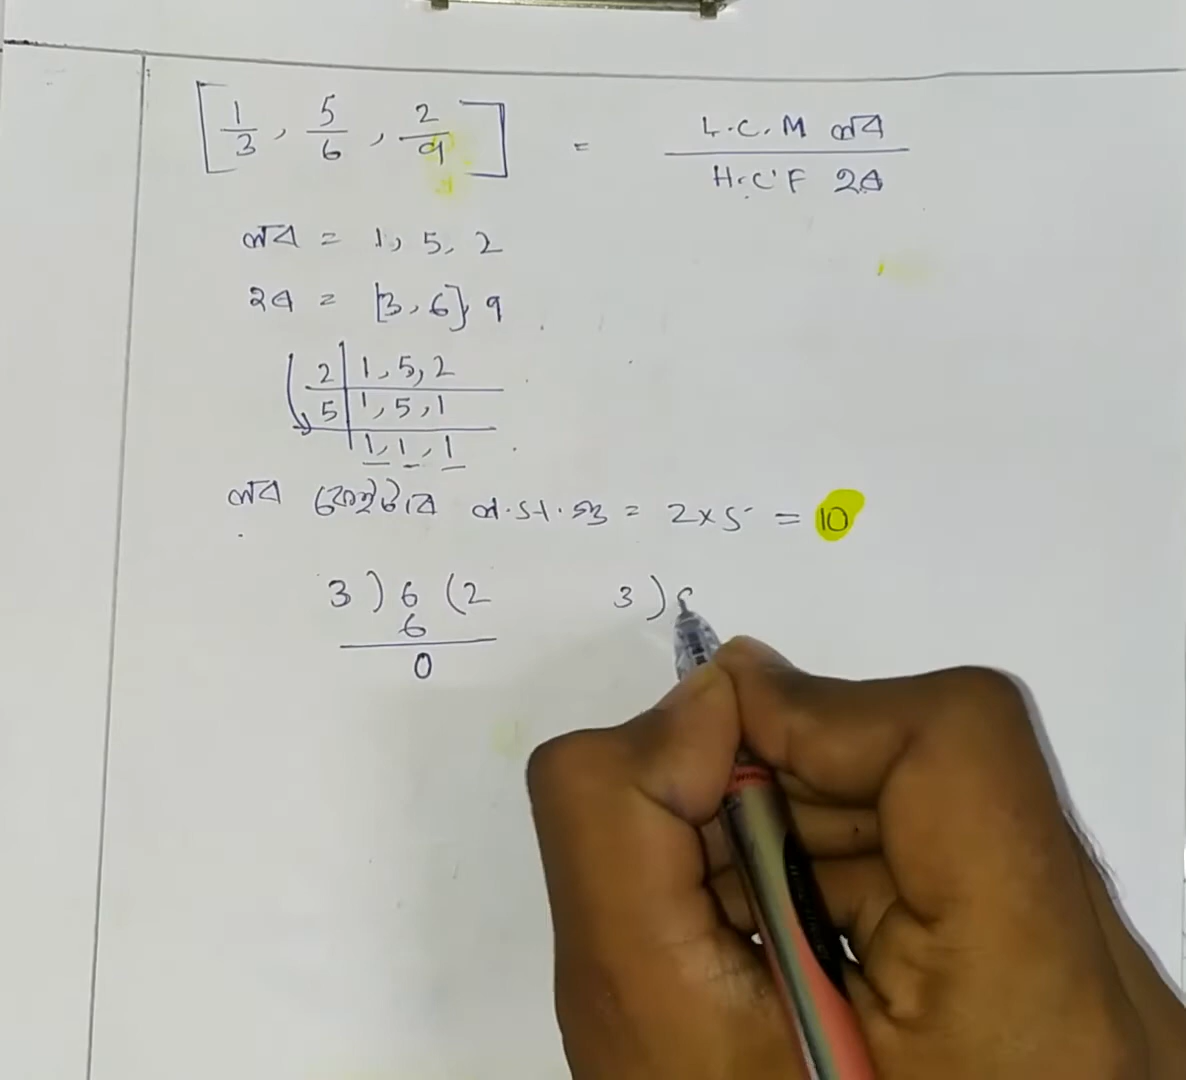 [1/3, 5/6, 2/9] = L.C.M লব / H.C.F হর
লব = 1, 5, 2
হর = [3, 6], 9
2 | 1, 5, 2
5 | 1, 5, 1
1, 1, 1
লব ল.সা.গু = 2 × 5 = 10
3 ) 6 ( 2
6
0
3 )